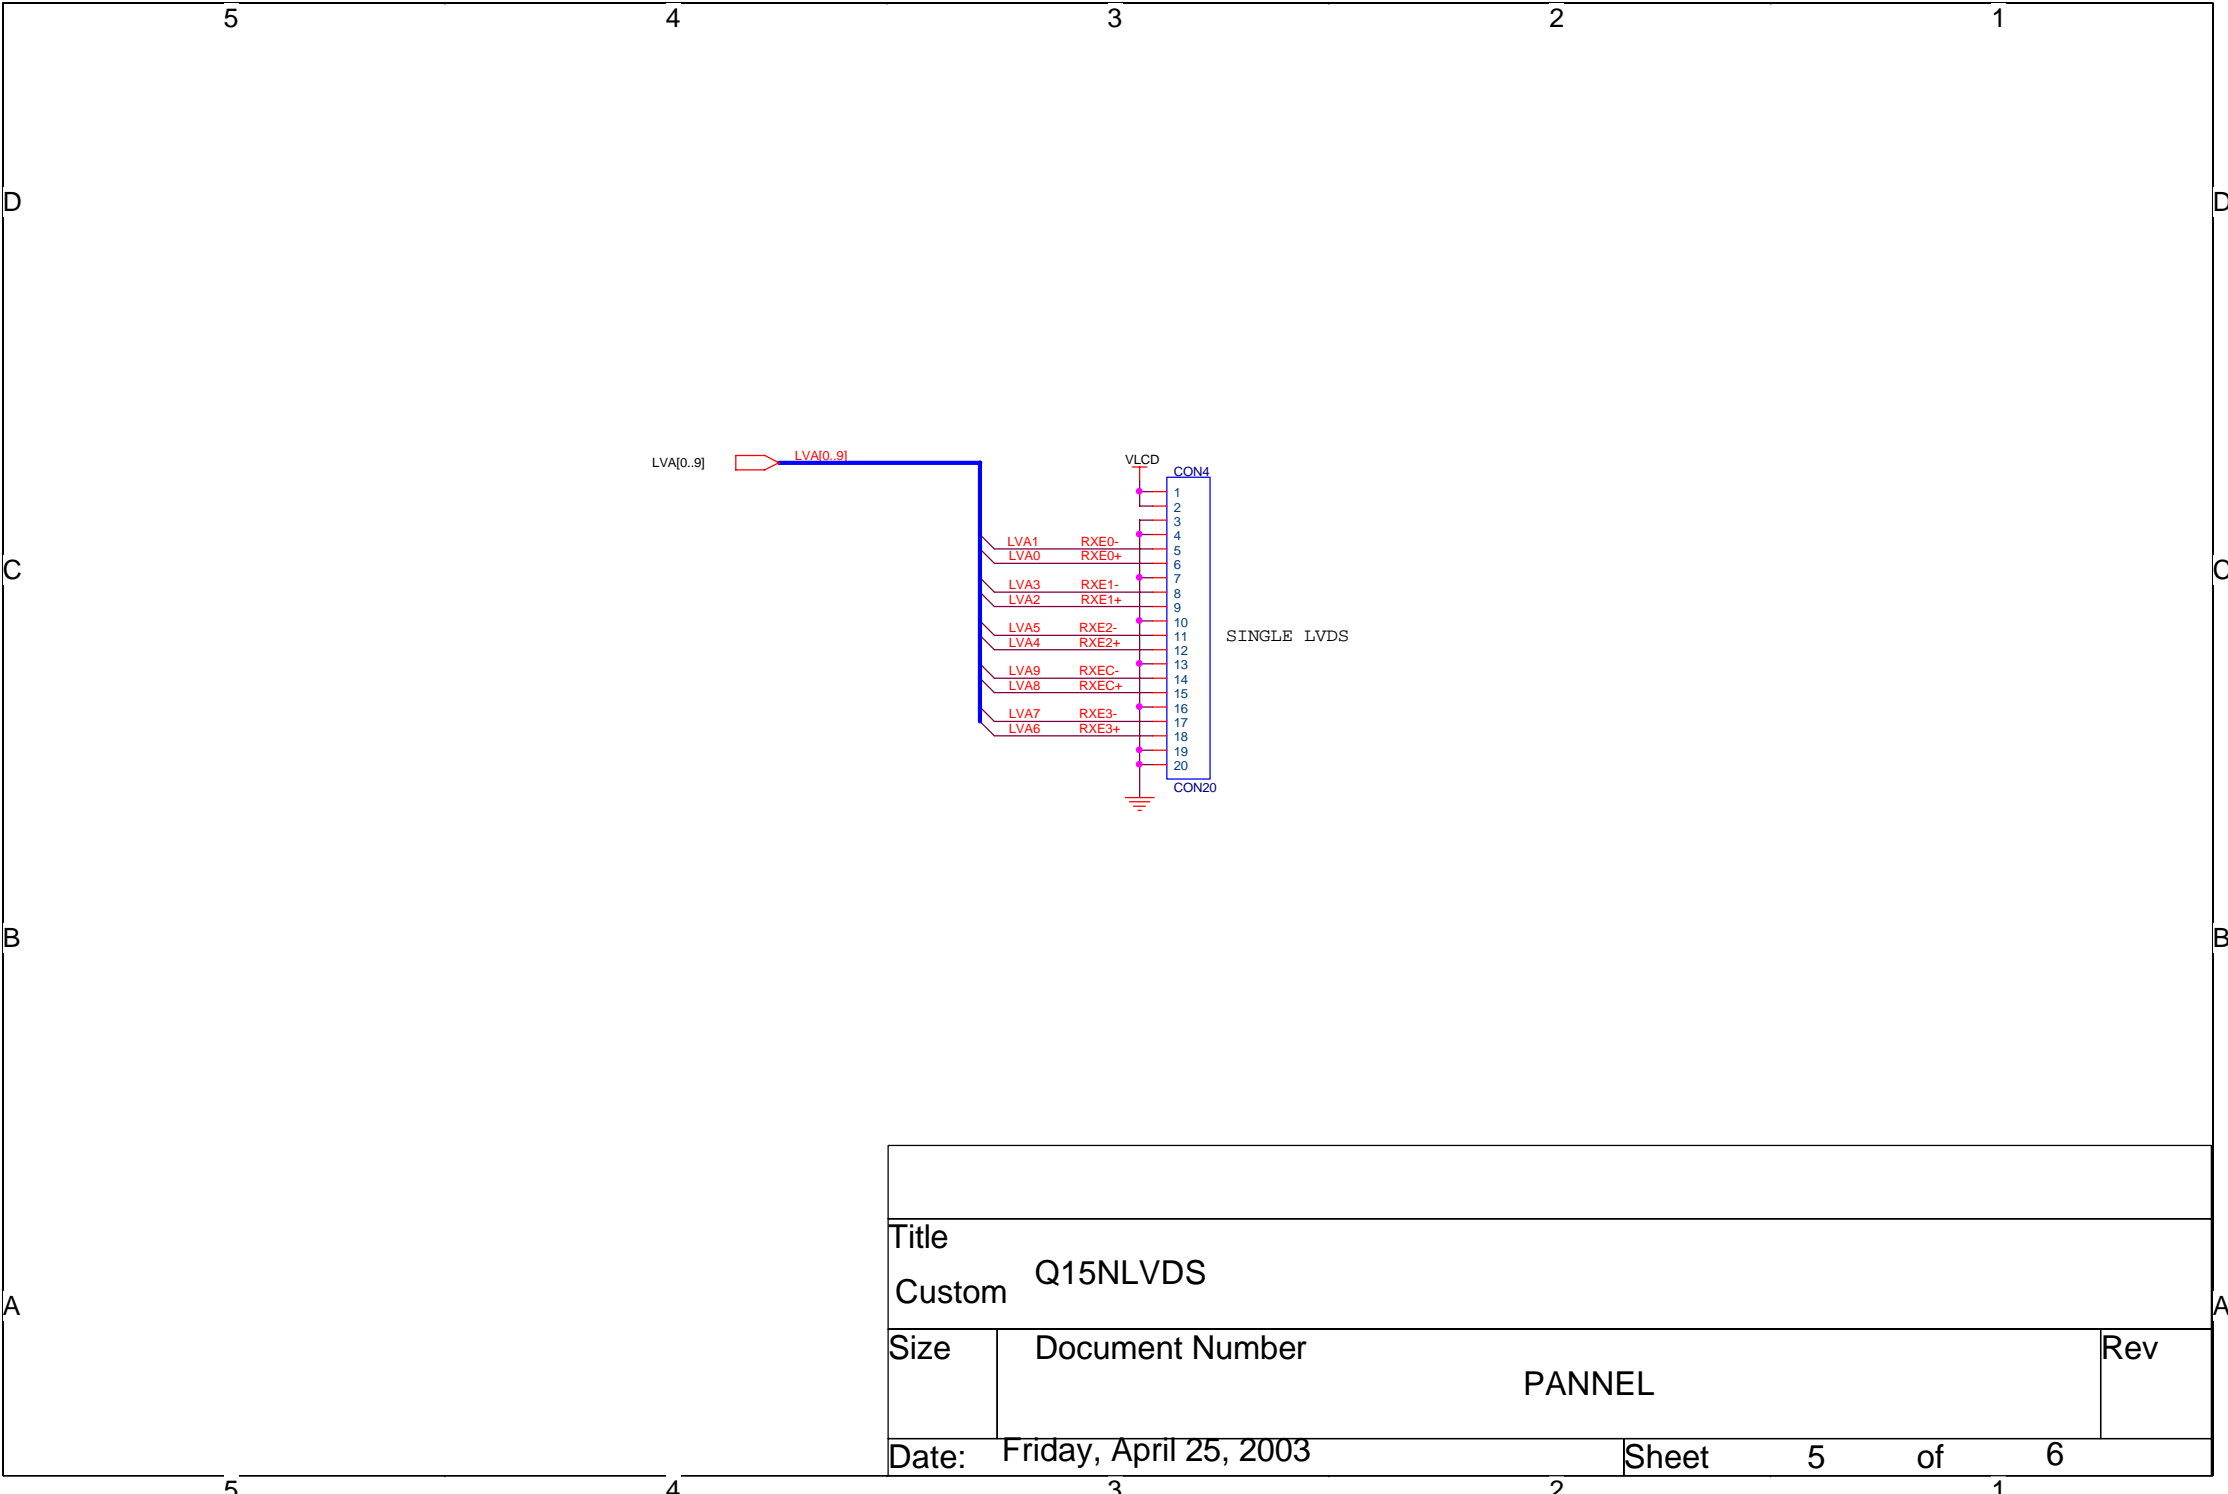 5 4 3 2 1
D D
LVA[0..9] LVA[0..9] VLCD
CON4
1
2
3
4
LVA1 RXE0- 5
LVA0 RXE0+ 6
7
LVA3 RXE1- 8
LVA2 RXE1+ 9
10
LVA5 RXE2- 11
SINGLE LVDS
LVA4 RXE2+ 12
13
LVA9 RXEC- 14
LVA8 RXEC+ 15
16
LVA7 RXE3- 17
LVA6 RXE3+ 18
19
20
CON20
C C
B B
A A
Title
Q15NLVDS
Custom
Size Document Number Rev
PANNEL
Date: Friday, April 25, 2003 Sheet 5 of 6
5 4 3 2 1